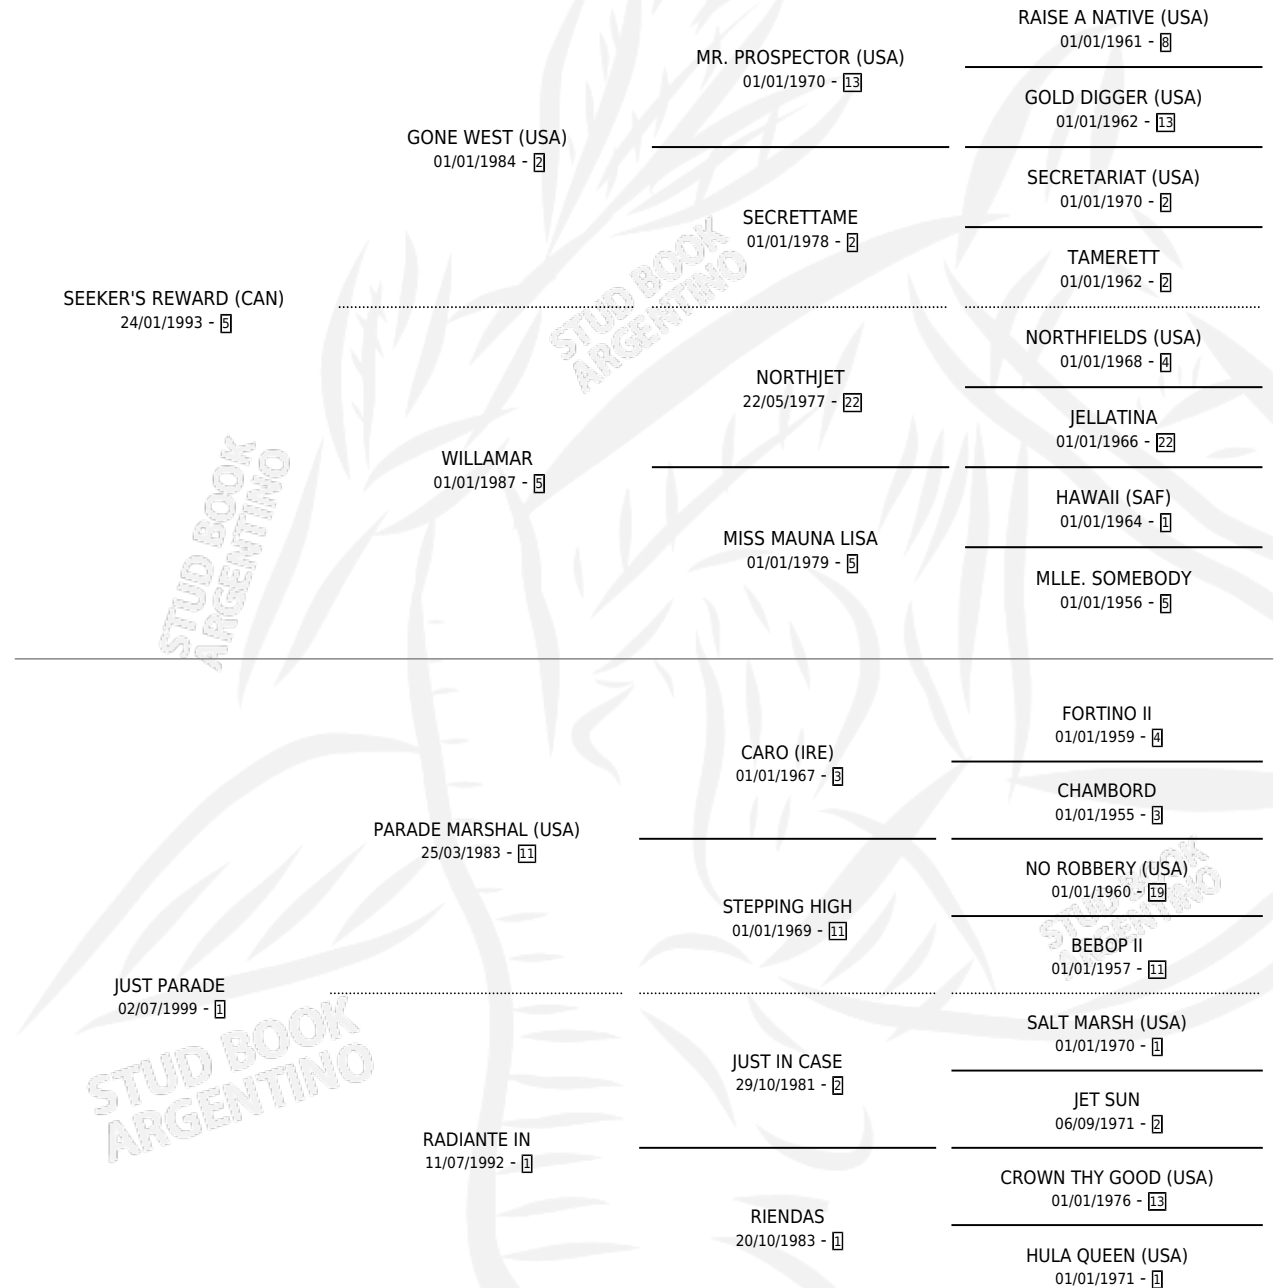 RAISE A NATIVE (USA)
01/01/1961 - 8
MR. PROSPECTOR (USA)
01/01/1970 - 13
GOLD DIGGER (USA)
01/01/1962 - 13
GONE WEST (USA)
01/01/1984 - 2
SECRETARIAT (USA)
01/01/1970 - 2
SECRETTAME
01/01/1978 - 2
TAMERETT
01/01/1962 - 2
SEEKER'S REWARD (CAN)
24/01/1993 - 5
NORTHFIELDS (USA)
01/01/1968 - 4
NORTHJET
22/05/1977 - 22
JELLATINA
01/01/1966 - 22
WILLAMAR
01/01/1987 - 5
HAWAII (SAF)
01/01/1964 - 1
MISS MAUNA LISA
01/01/1979 - 5
MLLE. SOMEBODY
01/01/1956 - 5
FORTINO II
01/01/1959 - 4
CARO (IRE)
01/01/1967 - 3
CHAMBORD
01/01/1955 - 3
PARADE MARSHAL (USA)
25/03/1983 - 11
NO ROBBERY (USA)
01/01/1960 - 19
STEPPING HIGH
01/01/1969 - 11
BEBOP II
01/01/1957 - 11
JUST PARADE
02/07/1999 - 1
SALT MARSH (USA)
01/01/1970 - 1
JUST IN CASE
29/10/1981 - 2
JET SUN
06/09/1971 - 2
RADIANTE IN
11/07/1992 - 1
CROWN THY GOOD (USA)
01/01/1976 - 13
RIENDAS
20/10/1983 - 1
HULA QUEEN (USA)
01/01/1971 - 1
STUD BOOK
ARGENTINO
STUD BOOK
ARGENTINO
STUD BOOK
ARGENTINO
STUD BOOK
ARGENTINO